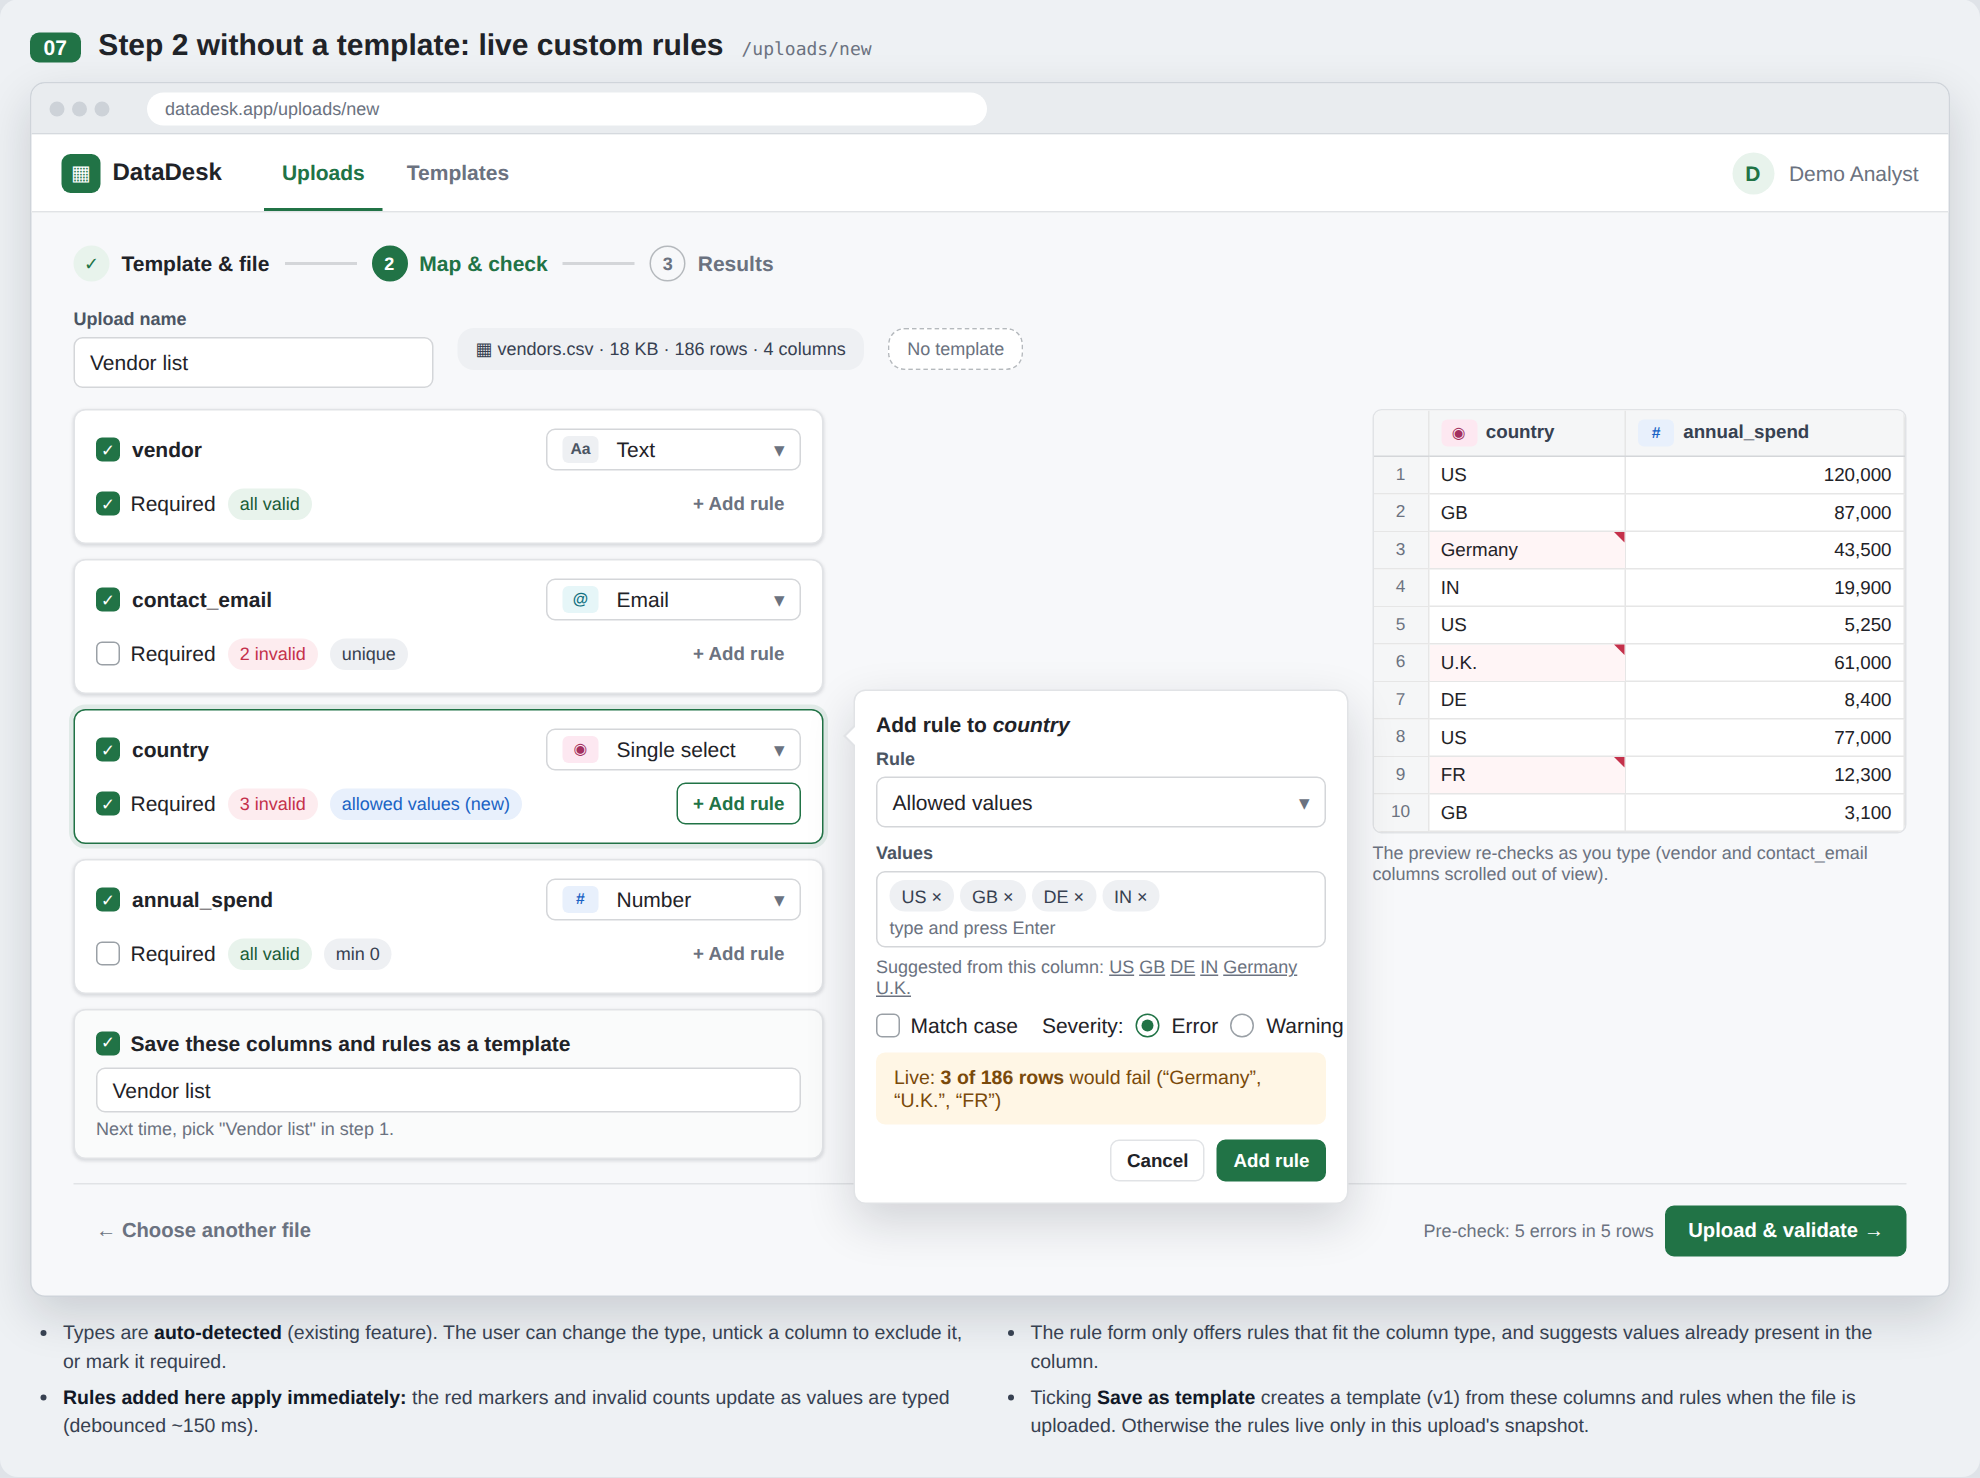 07 Step 2 without a template: live custom rules /uploads/new
datadesk.app/uploads/new
DataDesk Uploads Templates D Demo Analyst
✓ Template & file 2 Map & check 3 Results
Upload name
Vendor list
vendors.csv · 18 KB · 186 rows · 4 columns
No template
✓ vendor Aa Text ▾
✓ Required all valid + Add rule
✓ contact_email @ Email ▾
Required 2 invalid unique + Add rule
✓ country ◉ Single select ▾
✓ Required 3 invalid allowed values (new) + Add rule
✓ annual_spend # Number ▾
Required all valid min 0 + Add rule
✓ Save these columns and rules as a template
Vendor list
Next time, pick "Vendor list" in step 1.
Add rule to country
Rule
Allowed values ▾
Values
US × GB × DE × IN ×
type and press Enter
Suggested from this column: US GB DE IN Germany
U.K.
Match case Severity: Error Warning
Live: 3 of 186 rows would fail (“Germany”,
“U.K.”, “FR”)
Cancel Add rule
◉ country # annual_spend
1 US 120,000
2 GB 87,000
3 Germany 43,500
4 IN 19,900
5 US 5,250
6 U.K. 61,000
7 DE 8,400
8 US 77,000
9 FR 12,300
10 GB 3,100
The preview re-checks as you type (vendor and contact_email
columns scrolled out of view).
← Choose another file
Pre-check: 5 errors in 5 rows Upload & validate →
• Types are auto-detected (existing feature). The user can change the type, untick a column to exclude it,
or mark it required.
• Rules added here apply immediately: the red markers and invalid counts update as values are typed
(debounced ~150 ms).
• The rule form only offers rules that fit the column type, and suggests values already present in the
column.
• Ticking Save as template creates a template (v1) from these columns and rules when the file is
uploaded. Otherwise the rules live only in this upload's snapshot.